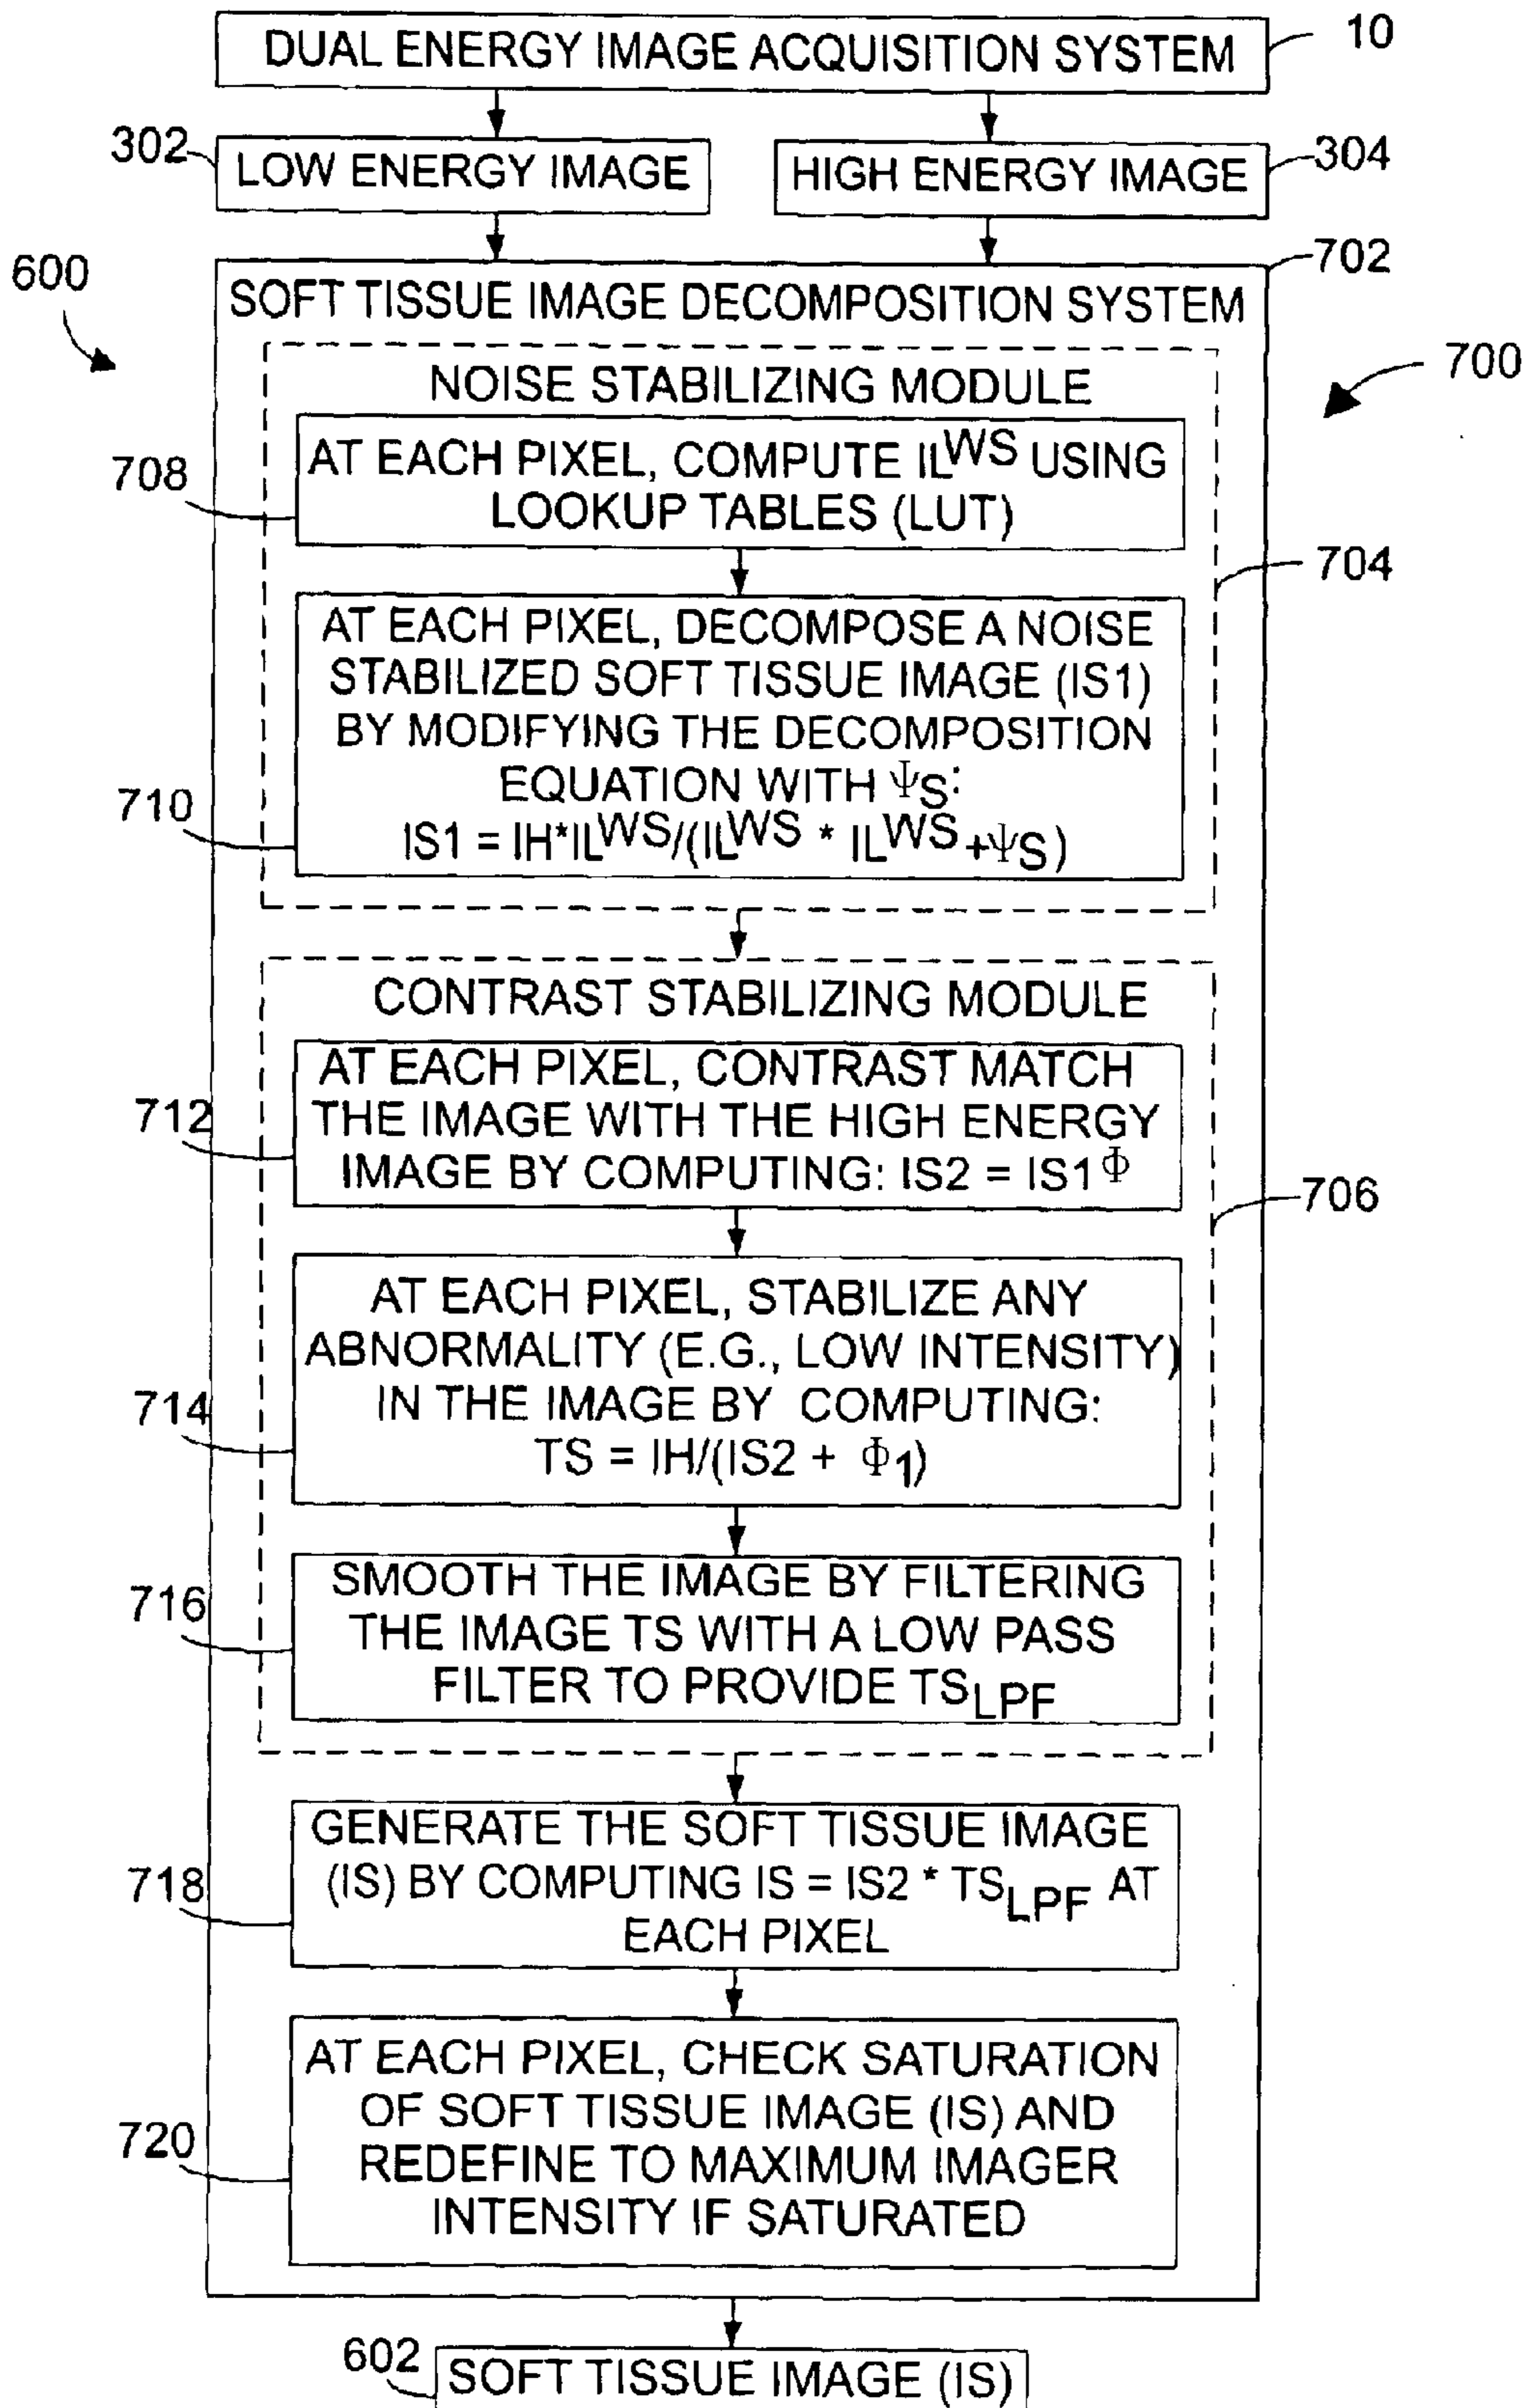 DUAL ENERGY IMAGE ACQUISITION SYSTEM
10
302
LOW ENERGY IMAGE
HIGH ENERGY IMAGE
304
702
600
SOFT TISSUE IMAGE DECOMPOSITION SYSTEM
700
NOISE STABILIZING MODULE
708
AT EACH PIXEL, COMPUTE IL^WS USING
LOOKUP TABLES (LUT)
704
AT EACH PIXEL, DECOMPOSE A NOISE
STABILIZED SOFT TISSUE IMAGE (IS1)
BY MODIFYING THE DECOMPOSITION
EQUATION WITH Ψ_S:
710
IS1 = IH*IL^WS/(IL^WS * IL^WS+Ψ_S)
CONTRAST STABILIZING MODULE
712
AT EACH PIXEL, CONTRAST MATCH
THE IMAGE WITH THE HIGH ENERGY
IMAGE BY COMPUTING: IS2 = IS1^Φ
706
AT EACH PIXEL, STABILIZE ANY
ABNORMALITY (E.G., LOW INTENSITY)
714
IN THE IMAGE BY COMPUTING:
TS = IH/(IS2 + Φ_1)
716
SMOOTH THE IMAGE BY FILTERING
THE IMAGE TS WITH A LOW PASS
FILTER TO PROVIDE TS_LPF
718
GENERATE THE SOFT TISSUE IMAGE
(IS) BY COMPUTING IS = IS2 * TS_LPF AT
EACH PIXEL
720
AT EACH PIXEL, CHECK SATURATION
OF SOFT TISSUE IMAGE (IS) AND
REDEFINE TO MAXIMUM IMAGER
INTENSITY IF SATURATED
602
SOFT TISSUE IMAGE (IS)